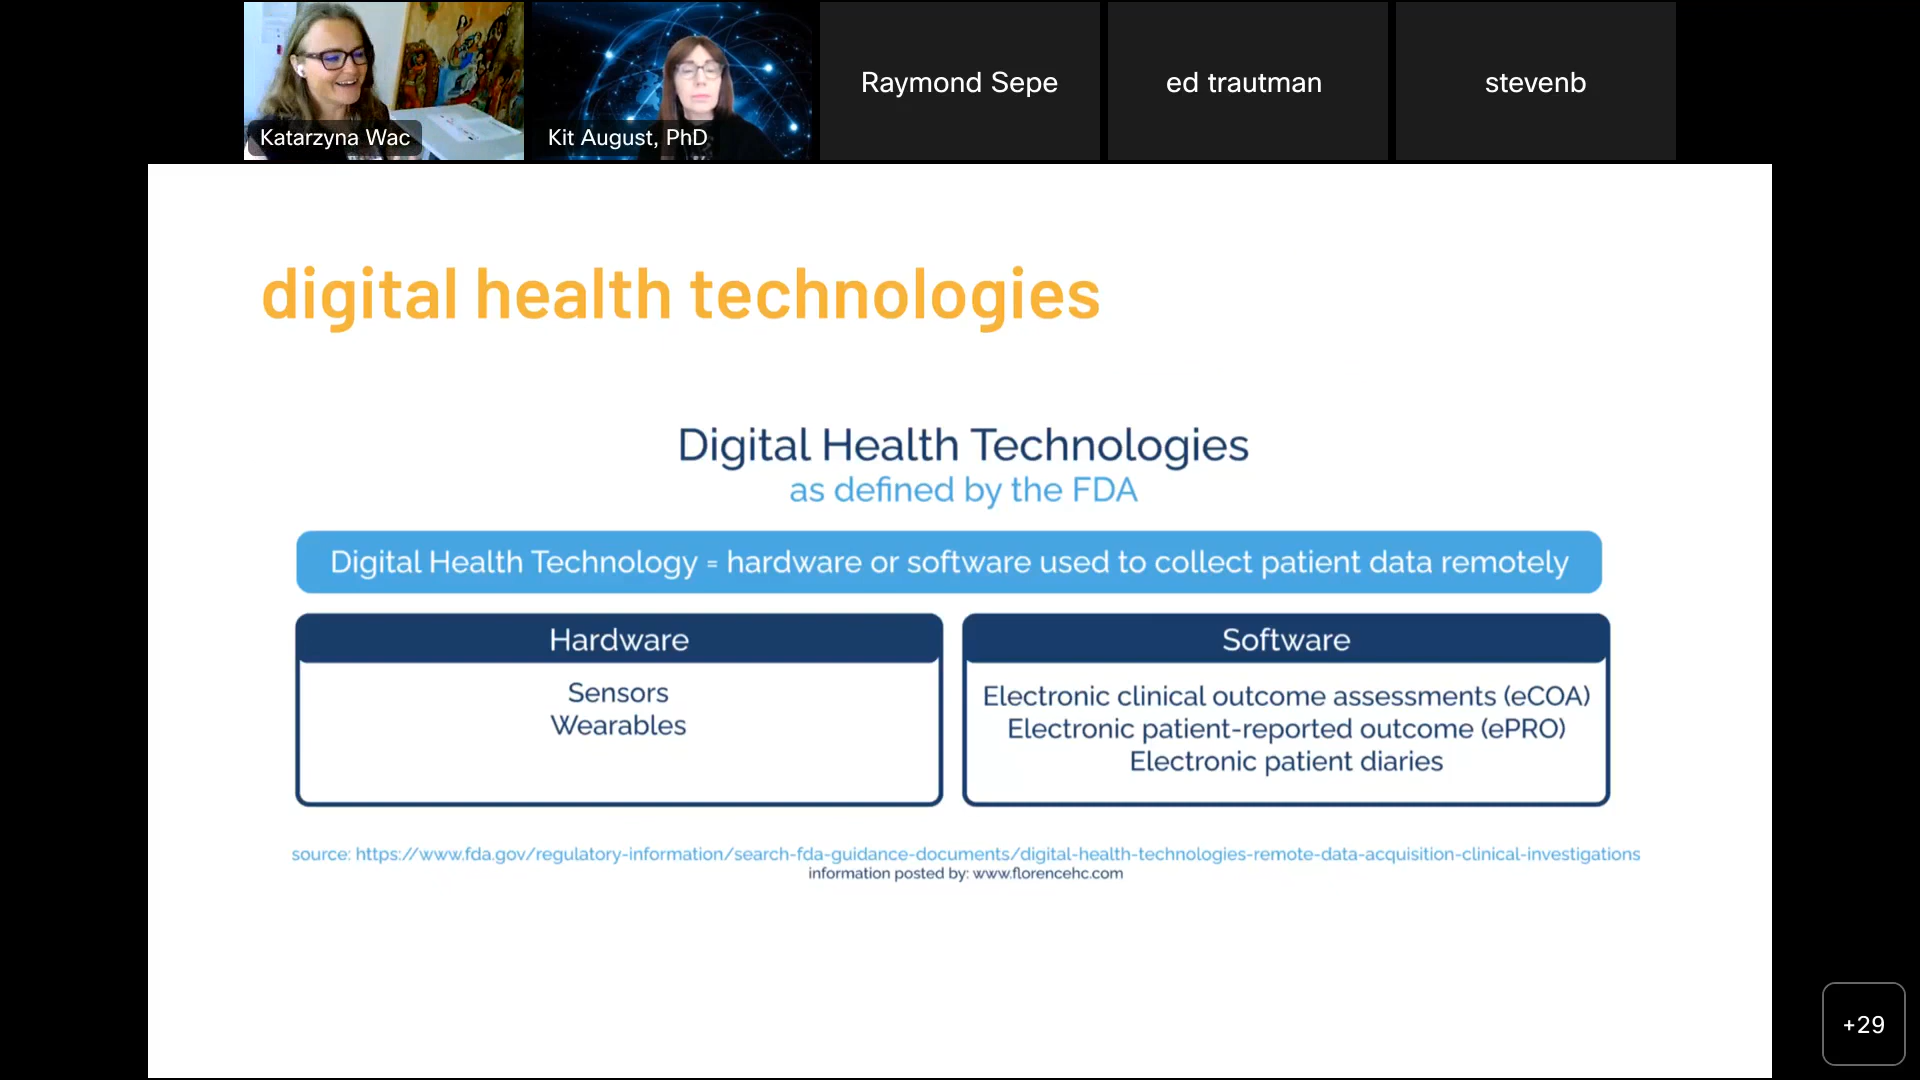 Katarzyna Wac
Kit August, PhD
Raymond Sepe
ed trautman
stevenb
digital health technologies
Digital Health Technologies
as defined by the FDA
Digital Health Technology = hardware or software used to collect patient data remotely
Hardware
Sensors
Wearables
Software
Electronic clinical outcome assessments (eCOA)
Electronic patient-reported outcome (ePRO)
Electronic patient diaries
source: https://www.fda.gov/regulatory-information/search-fda-guidance-documents/digital-health-technologies-remote-data-acquisition-clinical-investigations
information posted by: www.florencehc.com
+29